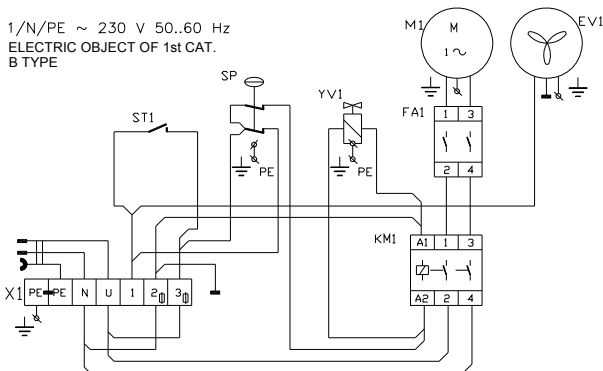 1/N/PE ~ 230 V 50..60 Hz
ELECTRIC OBJECT OF 1st CAT.
B TYPE
M1
M
1~
EV1
SP
YV1
ST1
FA1
1 3
2 4
PE
PE
KM1
A1 1 3
A2 2 4
X1
PE PE N U 1 2 3